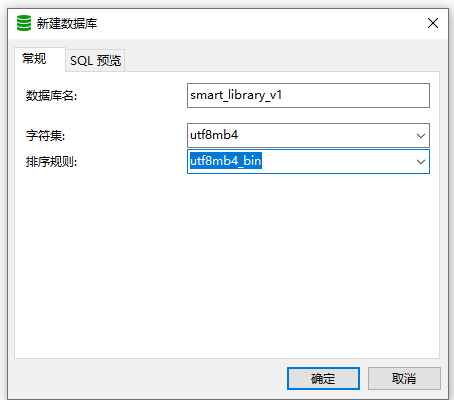 新建数据库
常规
SQL 预览
数据库名:
smart_library_v1
字符集:
utf8mb4
排序规则:
utf8mb4_bin
确定
取消